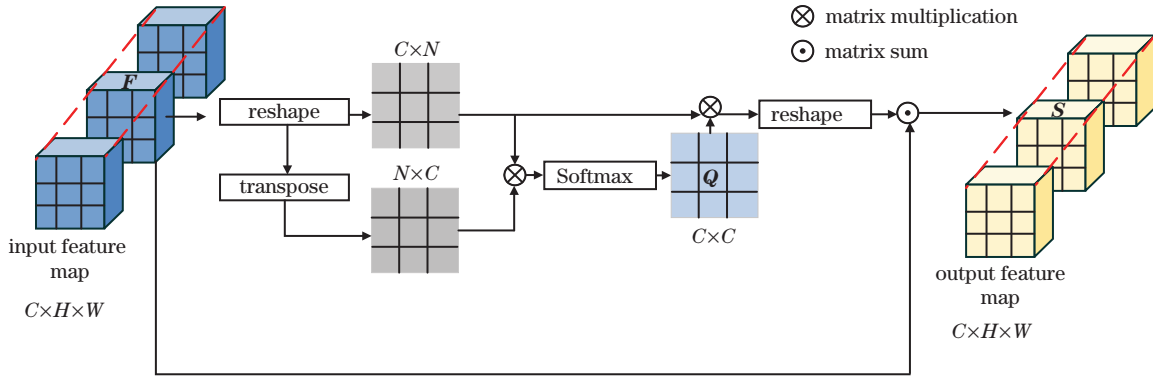 ⊗ matrix multiplication
⊙ matrix sum
C×N
F
reshape
reshape
S
transpose
N×C
Softmax
Q
C×C
input feature
map
C×H×W
output feature
map
C×H×W